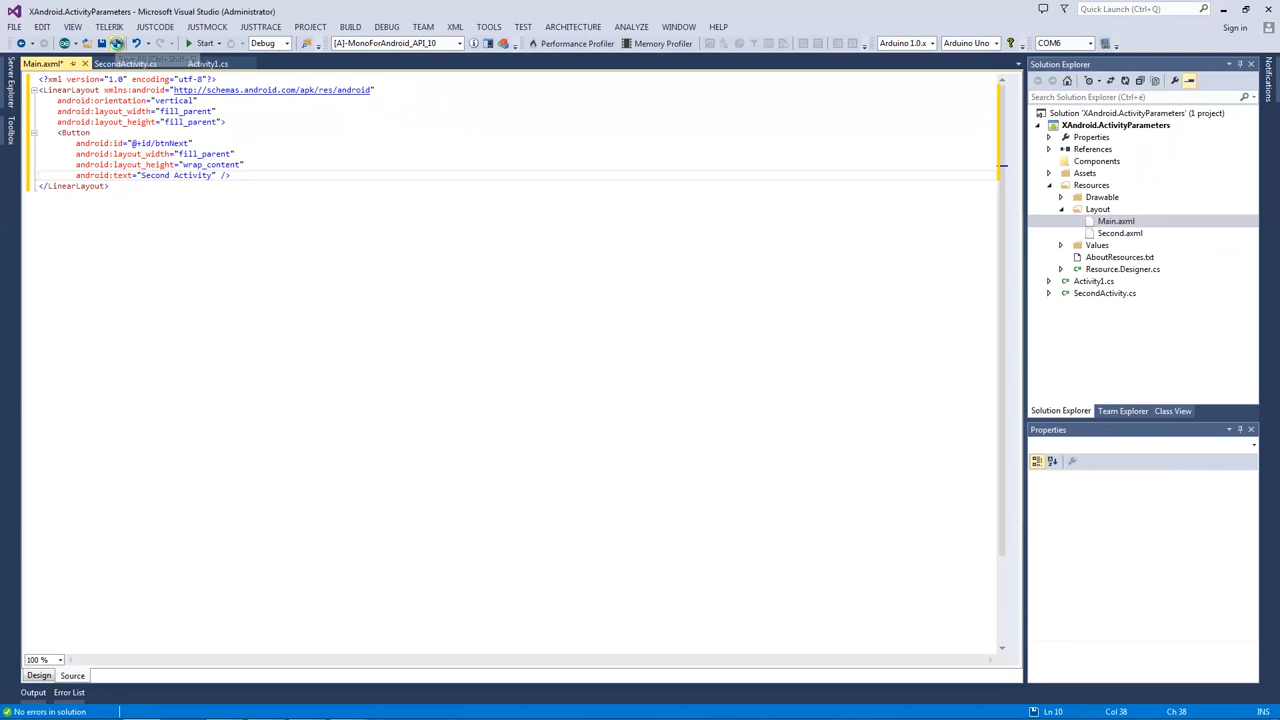 XAndroid.ActivityParameters - Microsoft Visual Studio (Administrator)
Quick Launch (Ctrl+Q)
FILE EDIT VIEW TELERIK JUSTCODE JUSTMOCK JUSTTRACE PROJECT BUILD DEBUG TEAM XML TOOLS TEST ARCHITECTURE ANALYZE WINDOW HELP
Sign in
Start Debug [A]-MonoForAndroid_API_10 Performance Profiler Memory Profiler Arduino 1.0.x Arduino Uno COM6
Main.axml* SecondActivity.cs Activity1.cs
<?xml version="1.0" encoding="utf-8"?>
<LinearLayout xmlns:android="http://schemas.android.com/apk/res/android"
android:orientation="vertical"
android:layout_width="fill_parent"
android:layout_height="fill_parent">
<Button
android:id="@+id/btnNext"
android:layout_width="fill_parent"
android:layout_height="wrap_content"
android:text="Second Activity" />
</LinearLayout>
100 %
Design Source
Output Error List
No errors in solution
Ln 10 Col 38 Ch 38 INS
Server Explorer
Toolbox
Solution Explorer
Search Solution Explorer (Ctrl+é)
Solution 'XAndroid.ActivityParameters' (1 project)
XAndroid.ActivityParameters
Properties
References
Components
Assets
Resources
Drawable
Layout
Main.axml
Second.axml
Values
AboutResources.txt
Resource.Designer.cs
Activity1.cs
SecondActivity.cs
Solution Explorer Team Explorer Class View
Properties
Notifications